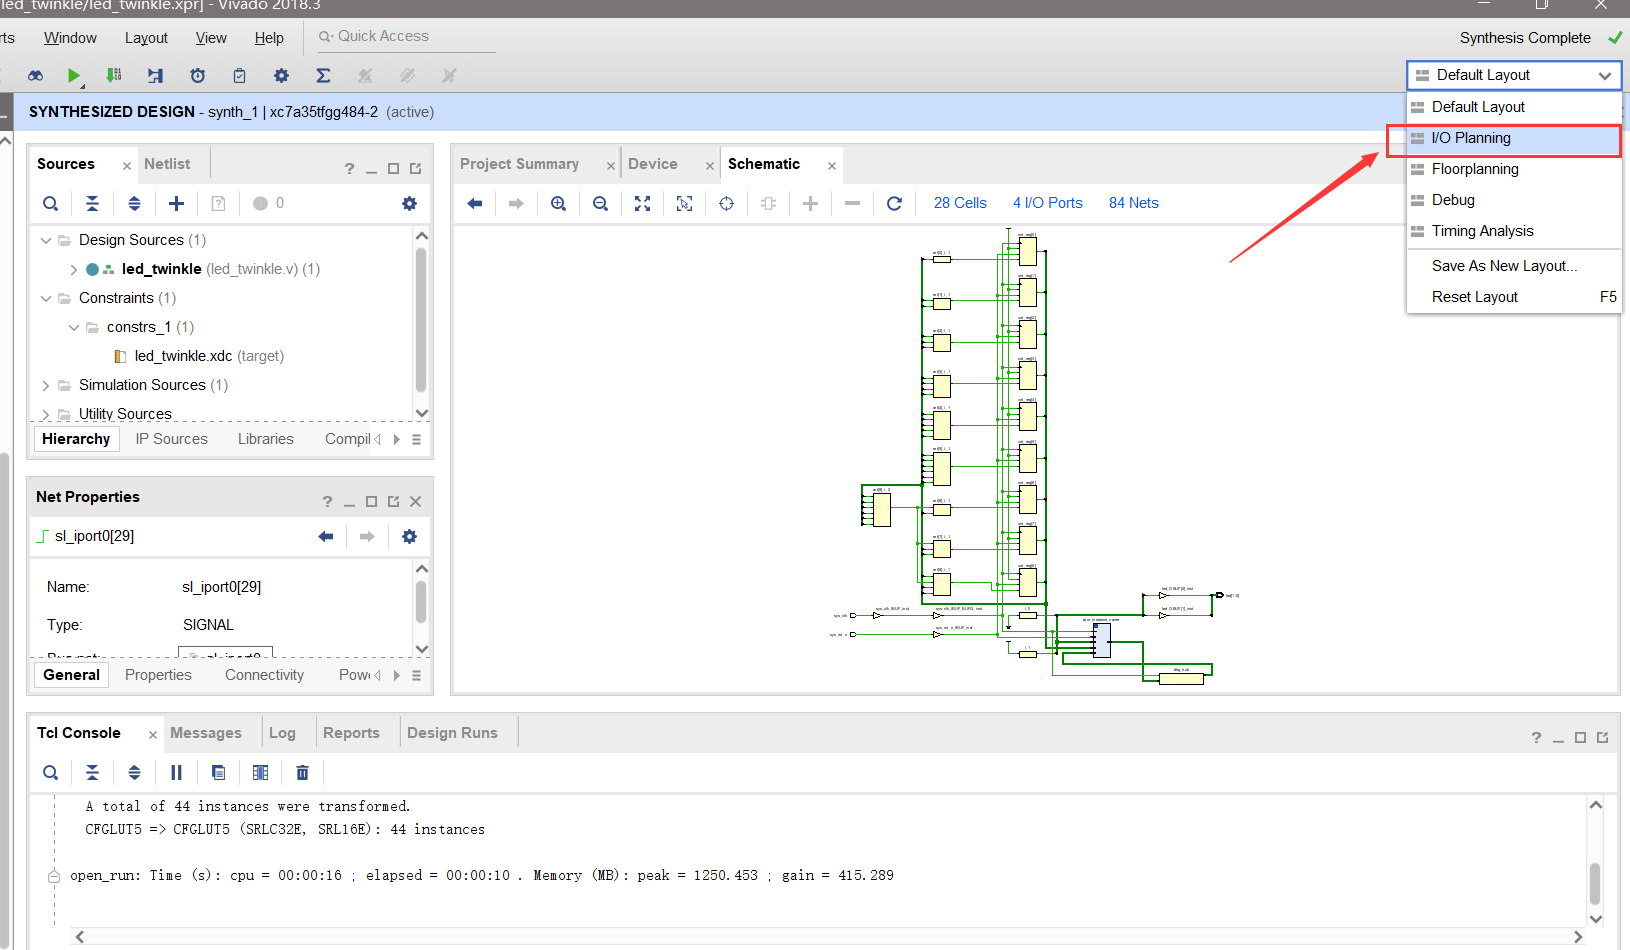 led_twinkle/led_twinkle.xpr] - Vivado 2018.3
rts Window Layout View Help Quick Access
Synthesis Complete
Default Layout
SYNTHESIZED DESIGN - synth_1 | xc7a35tfgg484-2 (active)
Default Layout
I/O Planning
Floorplanning
Debug
Timing Analysis
Save As New Layout...
Reset Layout F5
Sources Netlist
0
Design Sources (1)
led_twinkle (led_twinkle.v) (1)
Constraints (1)
constrs_1 (1)
led_twinkle.xdc (target)
Simulation Sources (1)
Utility Sources
Hierarchy IP Sources Libraries Compil
Project Summary Device Schematic
28 Cells 4 I/O Ports 84 Nets
Net Properties
sl_iport0[29]
Name: sl_iport0[29]
Type: SIGNAL
General Properties Connectivity Powe
Tcl Console Messages Log Reports Design Runs
A total of 44 instances were transformed.
CFGLUT5 => CFGLUT5 (SRLC32E, SRL16E): 44 instances
open_run: Time (s): cpu = 00:00:16 ; elapsed = 00:00:10 . Memory (MB): peak = 1250.453 ; gain = 415.289